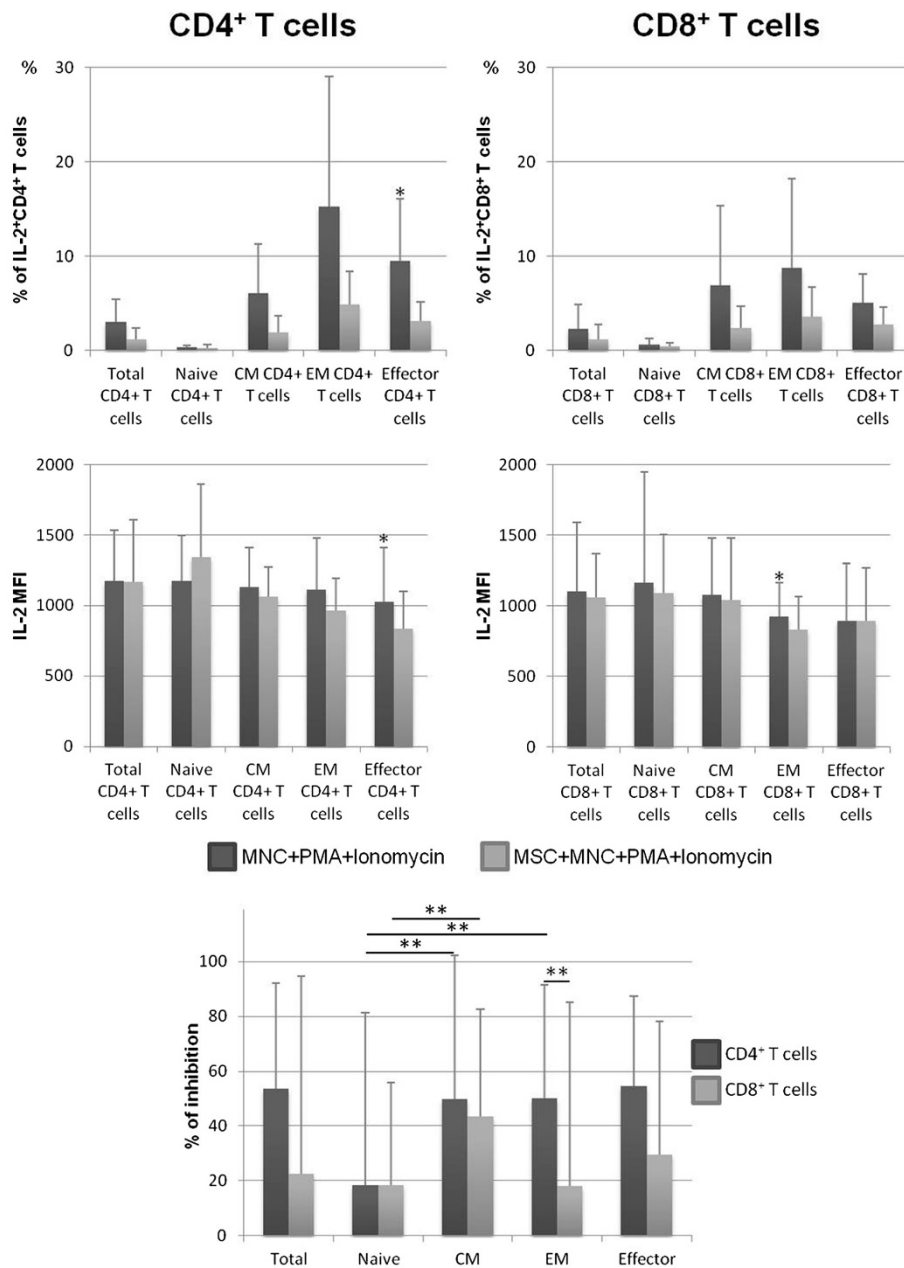 CD4⁺ T cells
CD8⁺ T cells
%
30
20
10
0
% of IL-2⁺CD4⁺ T cells
*
Total CD4+ T cells
Naive CD4+ T cells
CM CD4+ T cells
EM CD4+ T cells
Effector CD4+ T cells
%
30
20
10
0
% of IL-2⁺CD8⁺ T cells
Total CD8+ T cells
Naive CD8+ T cells
CM CD8+ T cells
EM CD8+ T cells
Effector CD8+ T cells
2000
1500
1000
500
0
IL-2 MFI
*
Total CD4+ T cells
Naive CD4+ T cells
CM CD4+ T cells
EM CD4+ T cells
Effector CD4+ T cells
2000
1500
1000
500
0
IL-2 MFI
*
Total CD8+ T cells
Naive CD8+ T cells
CM CD8+ T cells
EM CD8+ T cells
Effector CD8+ T cells
MNC+PMA+Ionomycin
MSC+MNC+PMA+Ionomycin
**
**
**
**
100
80
60
40
20
0
% of inhibition
CD4⁺ T cells
CD8⁺ T cells
Total
Naive
CM
EM
Effector